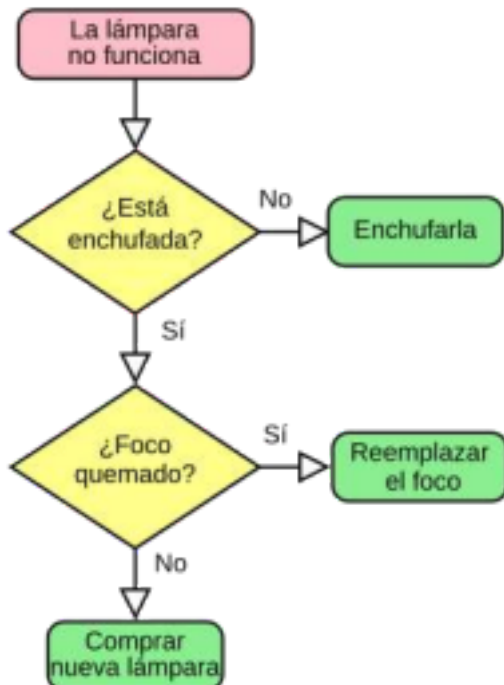 La lámpara
no funciona
¿Está
enchufada?
No
Enchufarla
Sí
¿Foco
quemado?
Sí
Reemplazar
el foco
No
Comprar
nueva lámpara